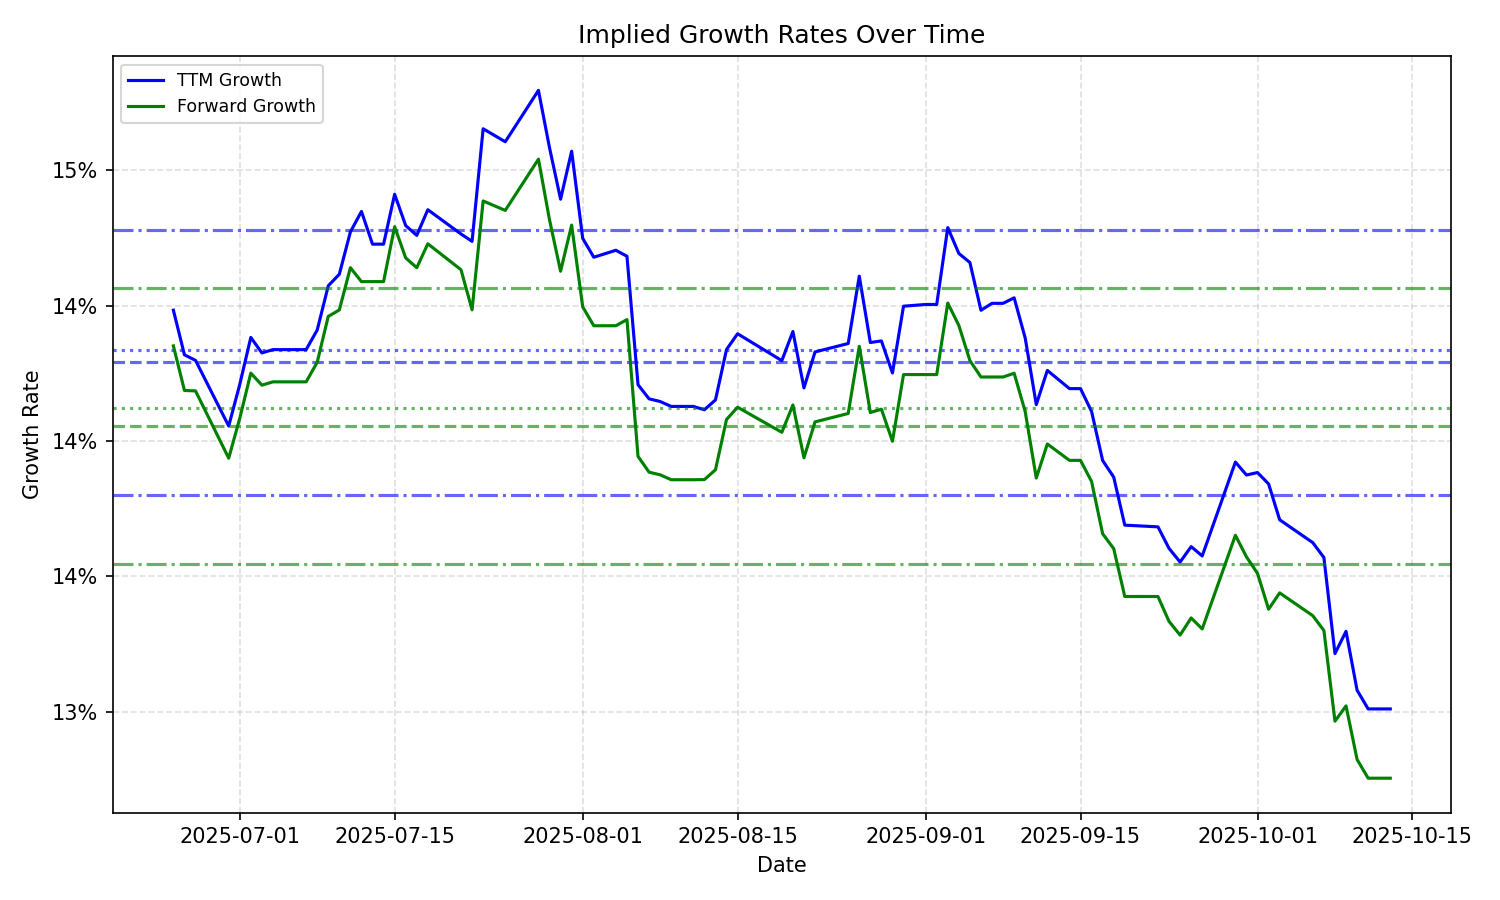 Implied Growth Rates Over Time
TTM Growth
Forward Growth
15%
14%
14%
14%
13%
Growth Rate
2025-07-01
2025-07-15
2025-08-01
2025-08-15
2025-09-01
2025-09-15
2025-10-01
2025-10-15
Date